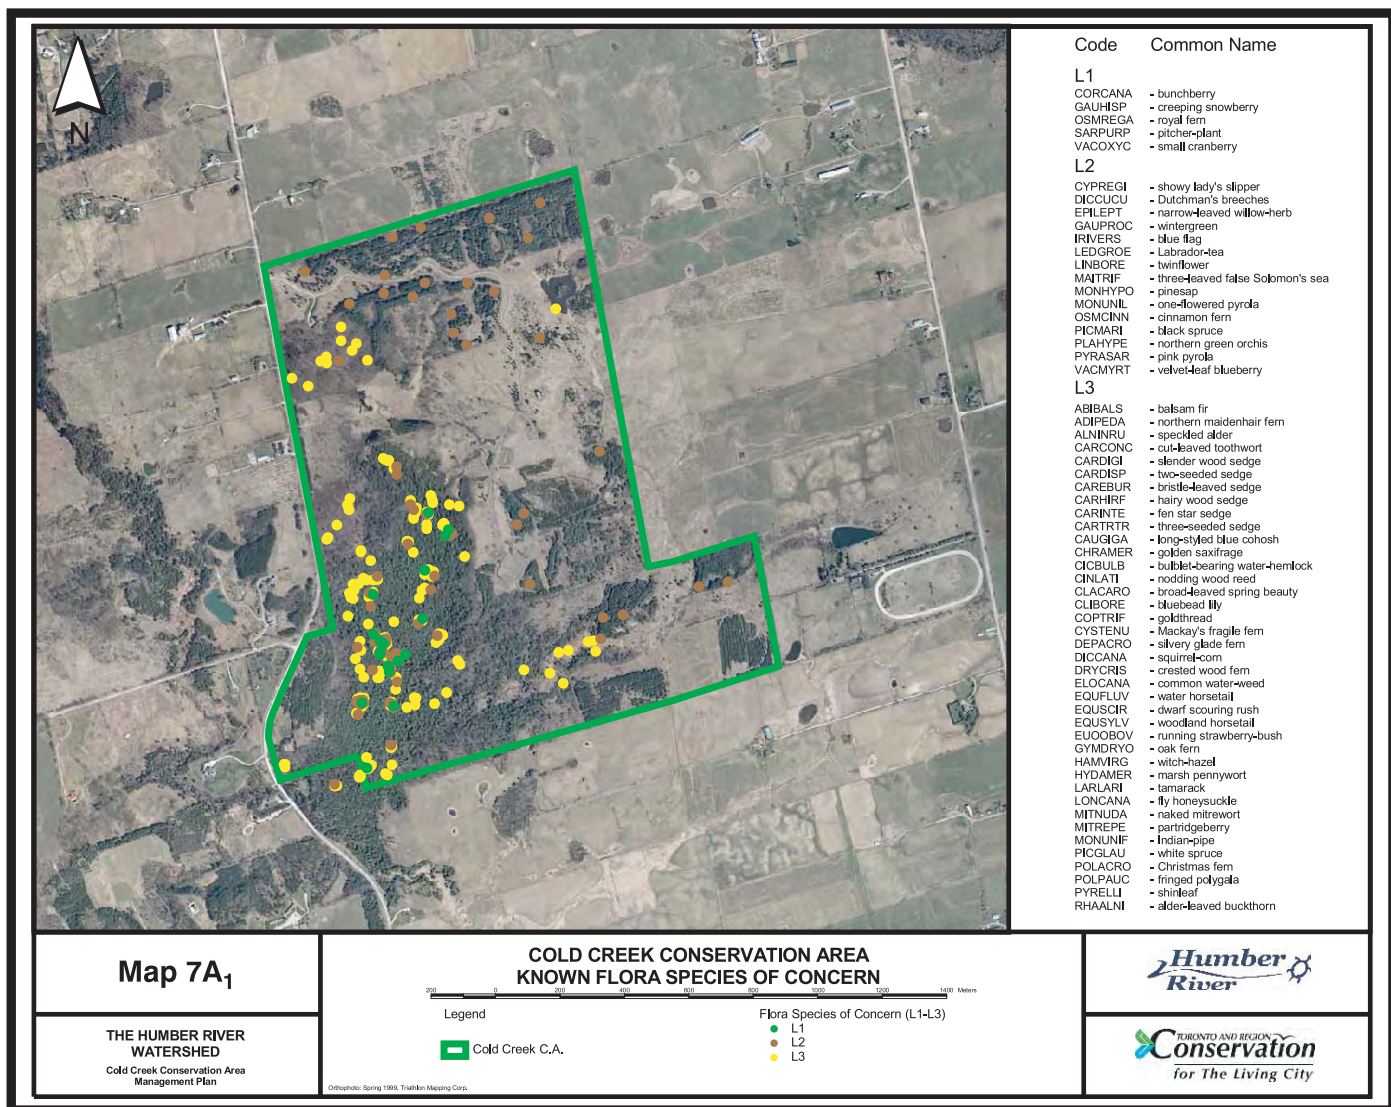 N
Code Common Name
L1
CORCANA - bunchberry
GAUHISP - creeping snowberry
OSMREGA - royal fern
SARPURP - pitcher-plant
VACOXYC - small cranberry
L2
CYPREGI - showy lady's slipper
DICCUCU - Dutchman's breeches
EPILEPT - narrow-leaved willow-herb
GAUPROC - wintergreen
IRIVERS - blue flag
LEDGROE - Labrador-tea
LINBORE - twinflower
MAITRIF - three-leaved false Solomon's sea
MONHYPO - pinesap
MONUNIL - one-flowered pyrola
OSMCINN - cinnamon fern
PICMARI - black spruce
PLAHYPE - northern green orchis
PYRASAR - pink pyrola
VACMYRT - velvet-leaf blueberry
L3
ABIBALS - balsam fir
ADIPEDA - northern maidenhair fern
ALNINRU - speckled alder
CARCONC - cut-leaved toothwort
CARDIGI - slender wood sedge
CARDISP - two-seeded sedge
CAREBUR - bristle-leaved sedge
CARHIRF - hairy wood sedge
CARINTE - fen star sedge
CARTRTR - three-seeded sedge
CAUGIGA - long-styled blue cohosh
CHRAMER - golden saxifrage
CICBULB - bulblet-bearing water-hemlock
CINLATI - nodding wood reed
CLACARO - broad-leaved spring beauty
CLIBORE - bluebead lily
COPTRIF - goldthread
CYSTENU - Mackay's fragile fern
DEPACRO - silvery glade fern
DICCANA - squirrel-corn
DRYCRIS - crested wood fern
ELOCANA - common water-weed
EQUFLUV - water horsetail
EQUSCIR - dwarf scouring rush
EQUSYLV - woodland horsetail
EUOOBOV - running strawberry-bush
GYMDRYO - oak fern
HAMVIRG - witch-hazel
HYDAMER - marsh pennywort
LARLARI - tamarack
LONCANA - fly honeysuckle
MITNUDA - naked mitrewort
MITREPE - partridgeberry
MONUNIF - Indian-pipe
PICGLAU - white spruce
POLACRO - Christmas fern
POLPAUC - fringed polygala
PYRELLI - shinleaf
RHAALNI - alder-leaved buckthorn
Map 7A1
THE HUMBER RIVER
WATERSHED
Cold Creek Conservation Area
Management Plan
COLD CREEK CONSERVATION AREA
KNOWN FLORA SPECIES OF CONCERN
200 0 200 400 600 800 1000 1200 1400 Meters
Legend
Cold Creek C.A.
Flora Species of Concern (L1-L3)
L1
L2
L3
Orthophoto: Spring 1999, Triathlon Mapping Corp.
Humber
River
TORONTO AND REGION
Conservation
for The Living City